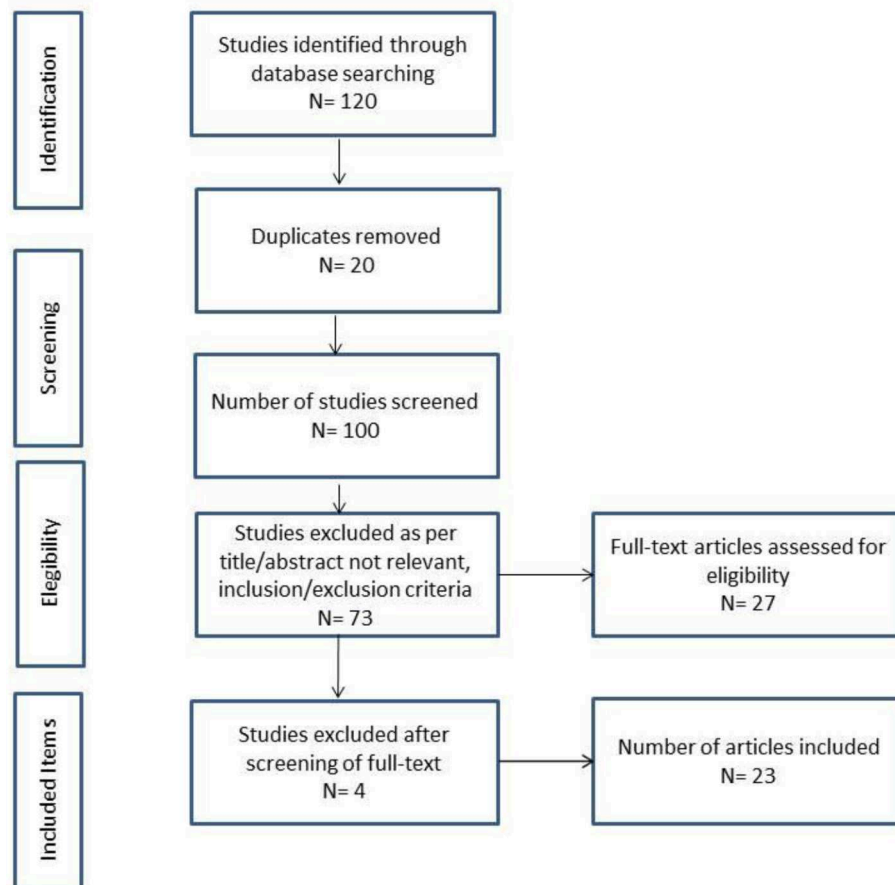 Identification
Studies identified through
database searching
N= 120
Duplicates removed
N= 20
Screening
Number of studies screened
N= 100
Elegibility
Studies excluded as per
title/abstract not relevant,
inclusion/exclusion criteria
N= 73
Full-text articles assessed for
eligibility
N= 27
Included Items
Studies excluded after
screening of full-text
N= 4
Number of articles included
N= 23